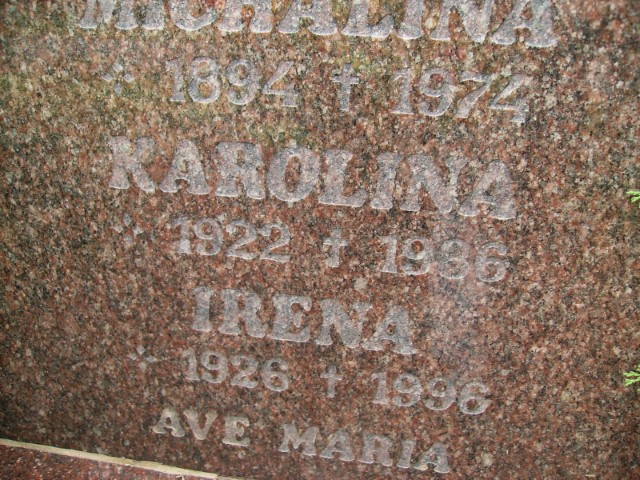 MICHALINA
* 1894 † 1974
KAROLINA
* 1922 † 1986
IRENA
* 1926 † 1996
AVE MARIA